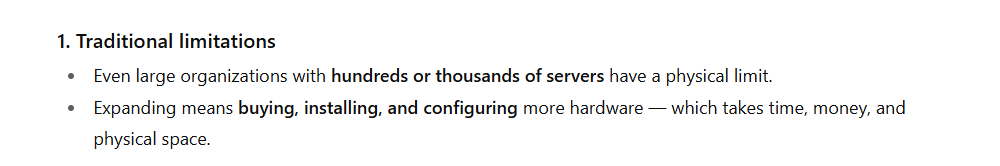 1. Traditional limitations
• Even large organizations with hundreds or thousands of servers have a physical limit.
• Expanding means buying, installing, and configuring more hardware — which takes time, money, and
physical space.